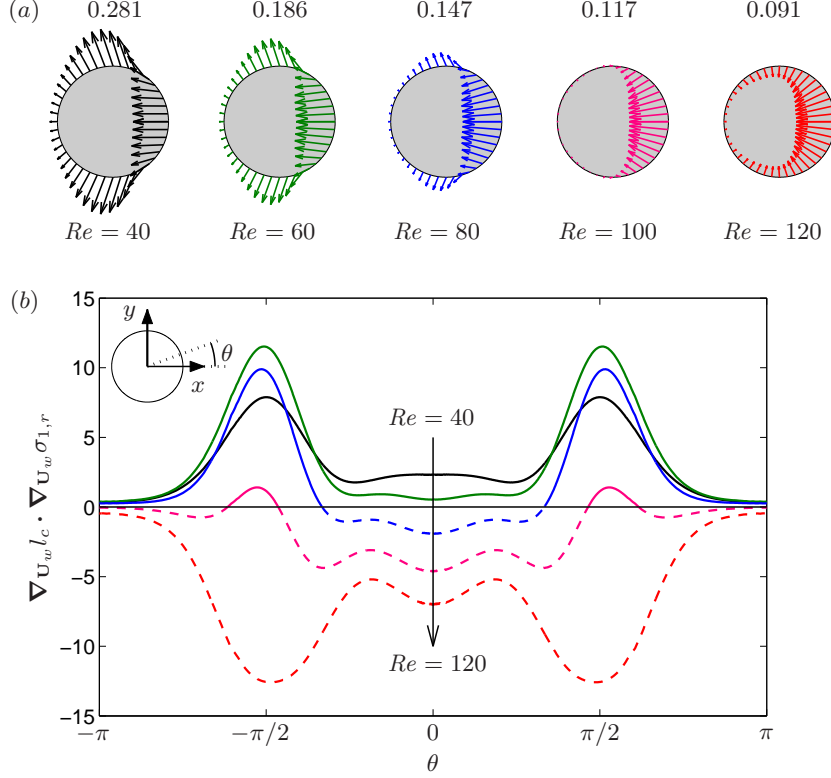 (a) 0.281 0.186 0.147 0.117 0.091
Re = 40 Re = 60 Re = 80 Re = 100 Re = 120
(b)
15
10
5
0
−5
−10
−15
∇U_w l_c · ∇U_w σ_{1,r}
y
θ
x
Re = 40
Re = 120
−π −π/2 0 π/2 π
θ